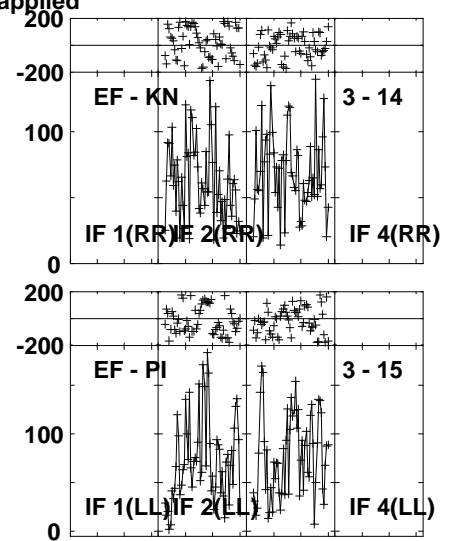 applied
200
-200
EF - KN 3 - 14
100
IF 1(RR) IF 2(RR) IF 4(RR)
0
200
-200
EF - PI 3 - 15
100
IF 1(LL) IF 2(LL) IF 4(LL)
0